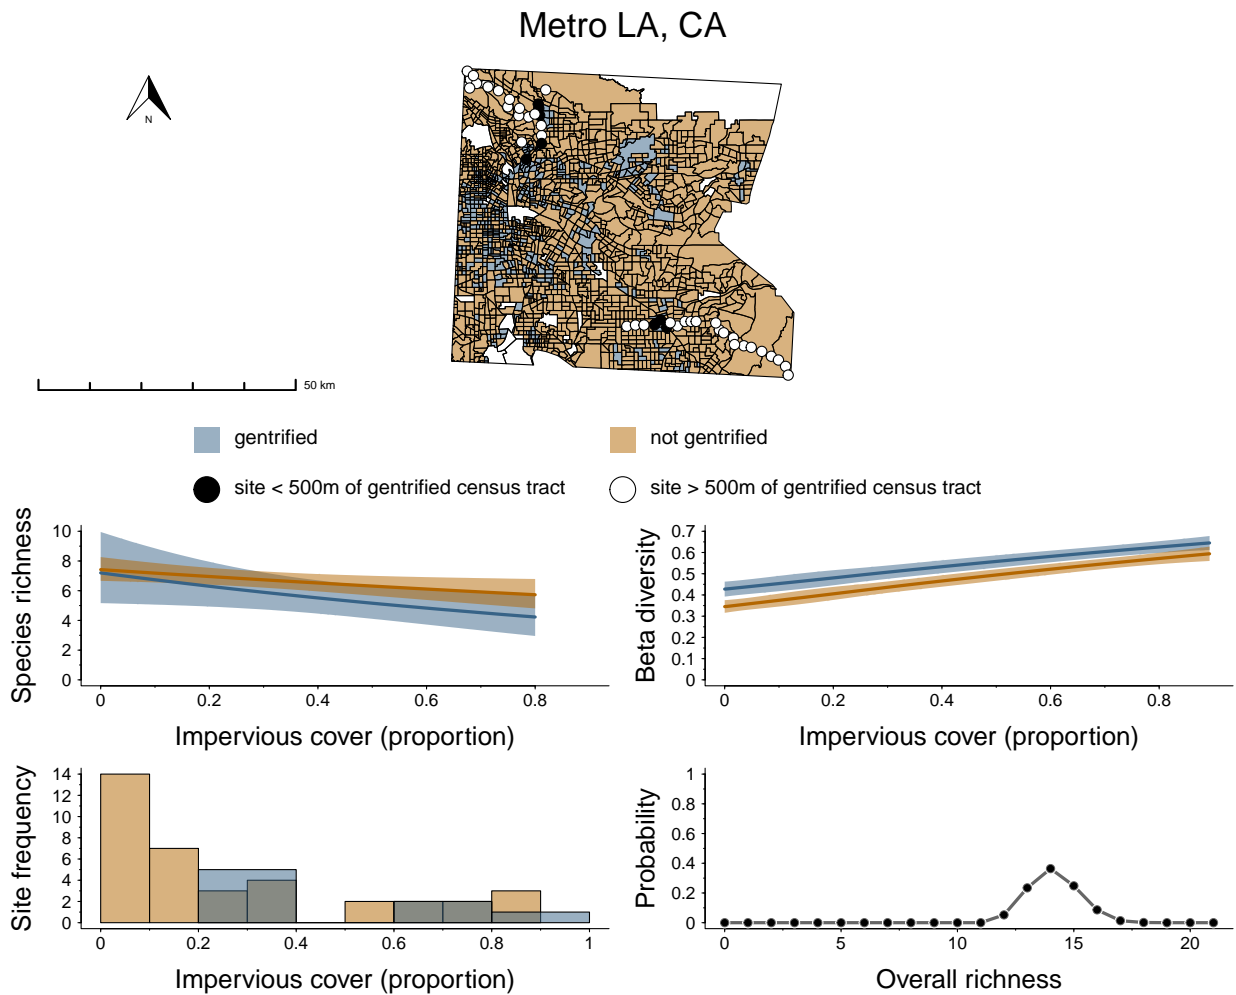 Metro LA, CA
N
50 km
gentrified
not gentrified
site < 500m of gentrified census tract
site > 500m of gentrified census tract
Species richness
10
8
6
4
2
0
0 0.2 0.4 0.6 0.8
Impervious cover (proportion)
Beta diversity
0.7
0.6
0.5
0.4
0.3
0.2
0.1
0
0 0.2 0.4 0.6 0.8
Impervious cover (proportion)
Site frequency
14
12
10
8
6
4
2
0
0 0.2 0.4 0.6 0.8 1
Impervious cover (proportion)
Probability
1
0.8
0.6
0.4
0.2
0
0 5 10 15 20
Overall richness